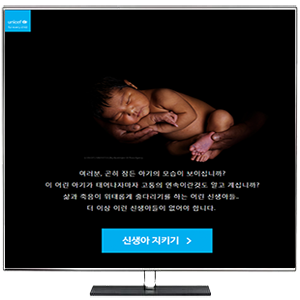 unicef
여러분, 곤히 잠든 아기의 모습이 보이십니까?
이 어린 아기가 태어나자마자 고통의 연속이란것도 알고 계십니까?
삶과 죽음이 위태롭게 줄다리기를 하는 어린 신생아들..
더 이상 이런 신생아들이 없어야 합니다.
신생아 지키기 >